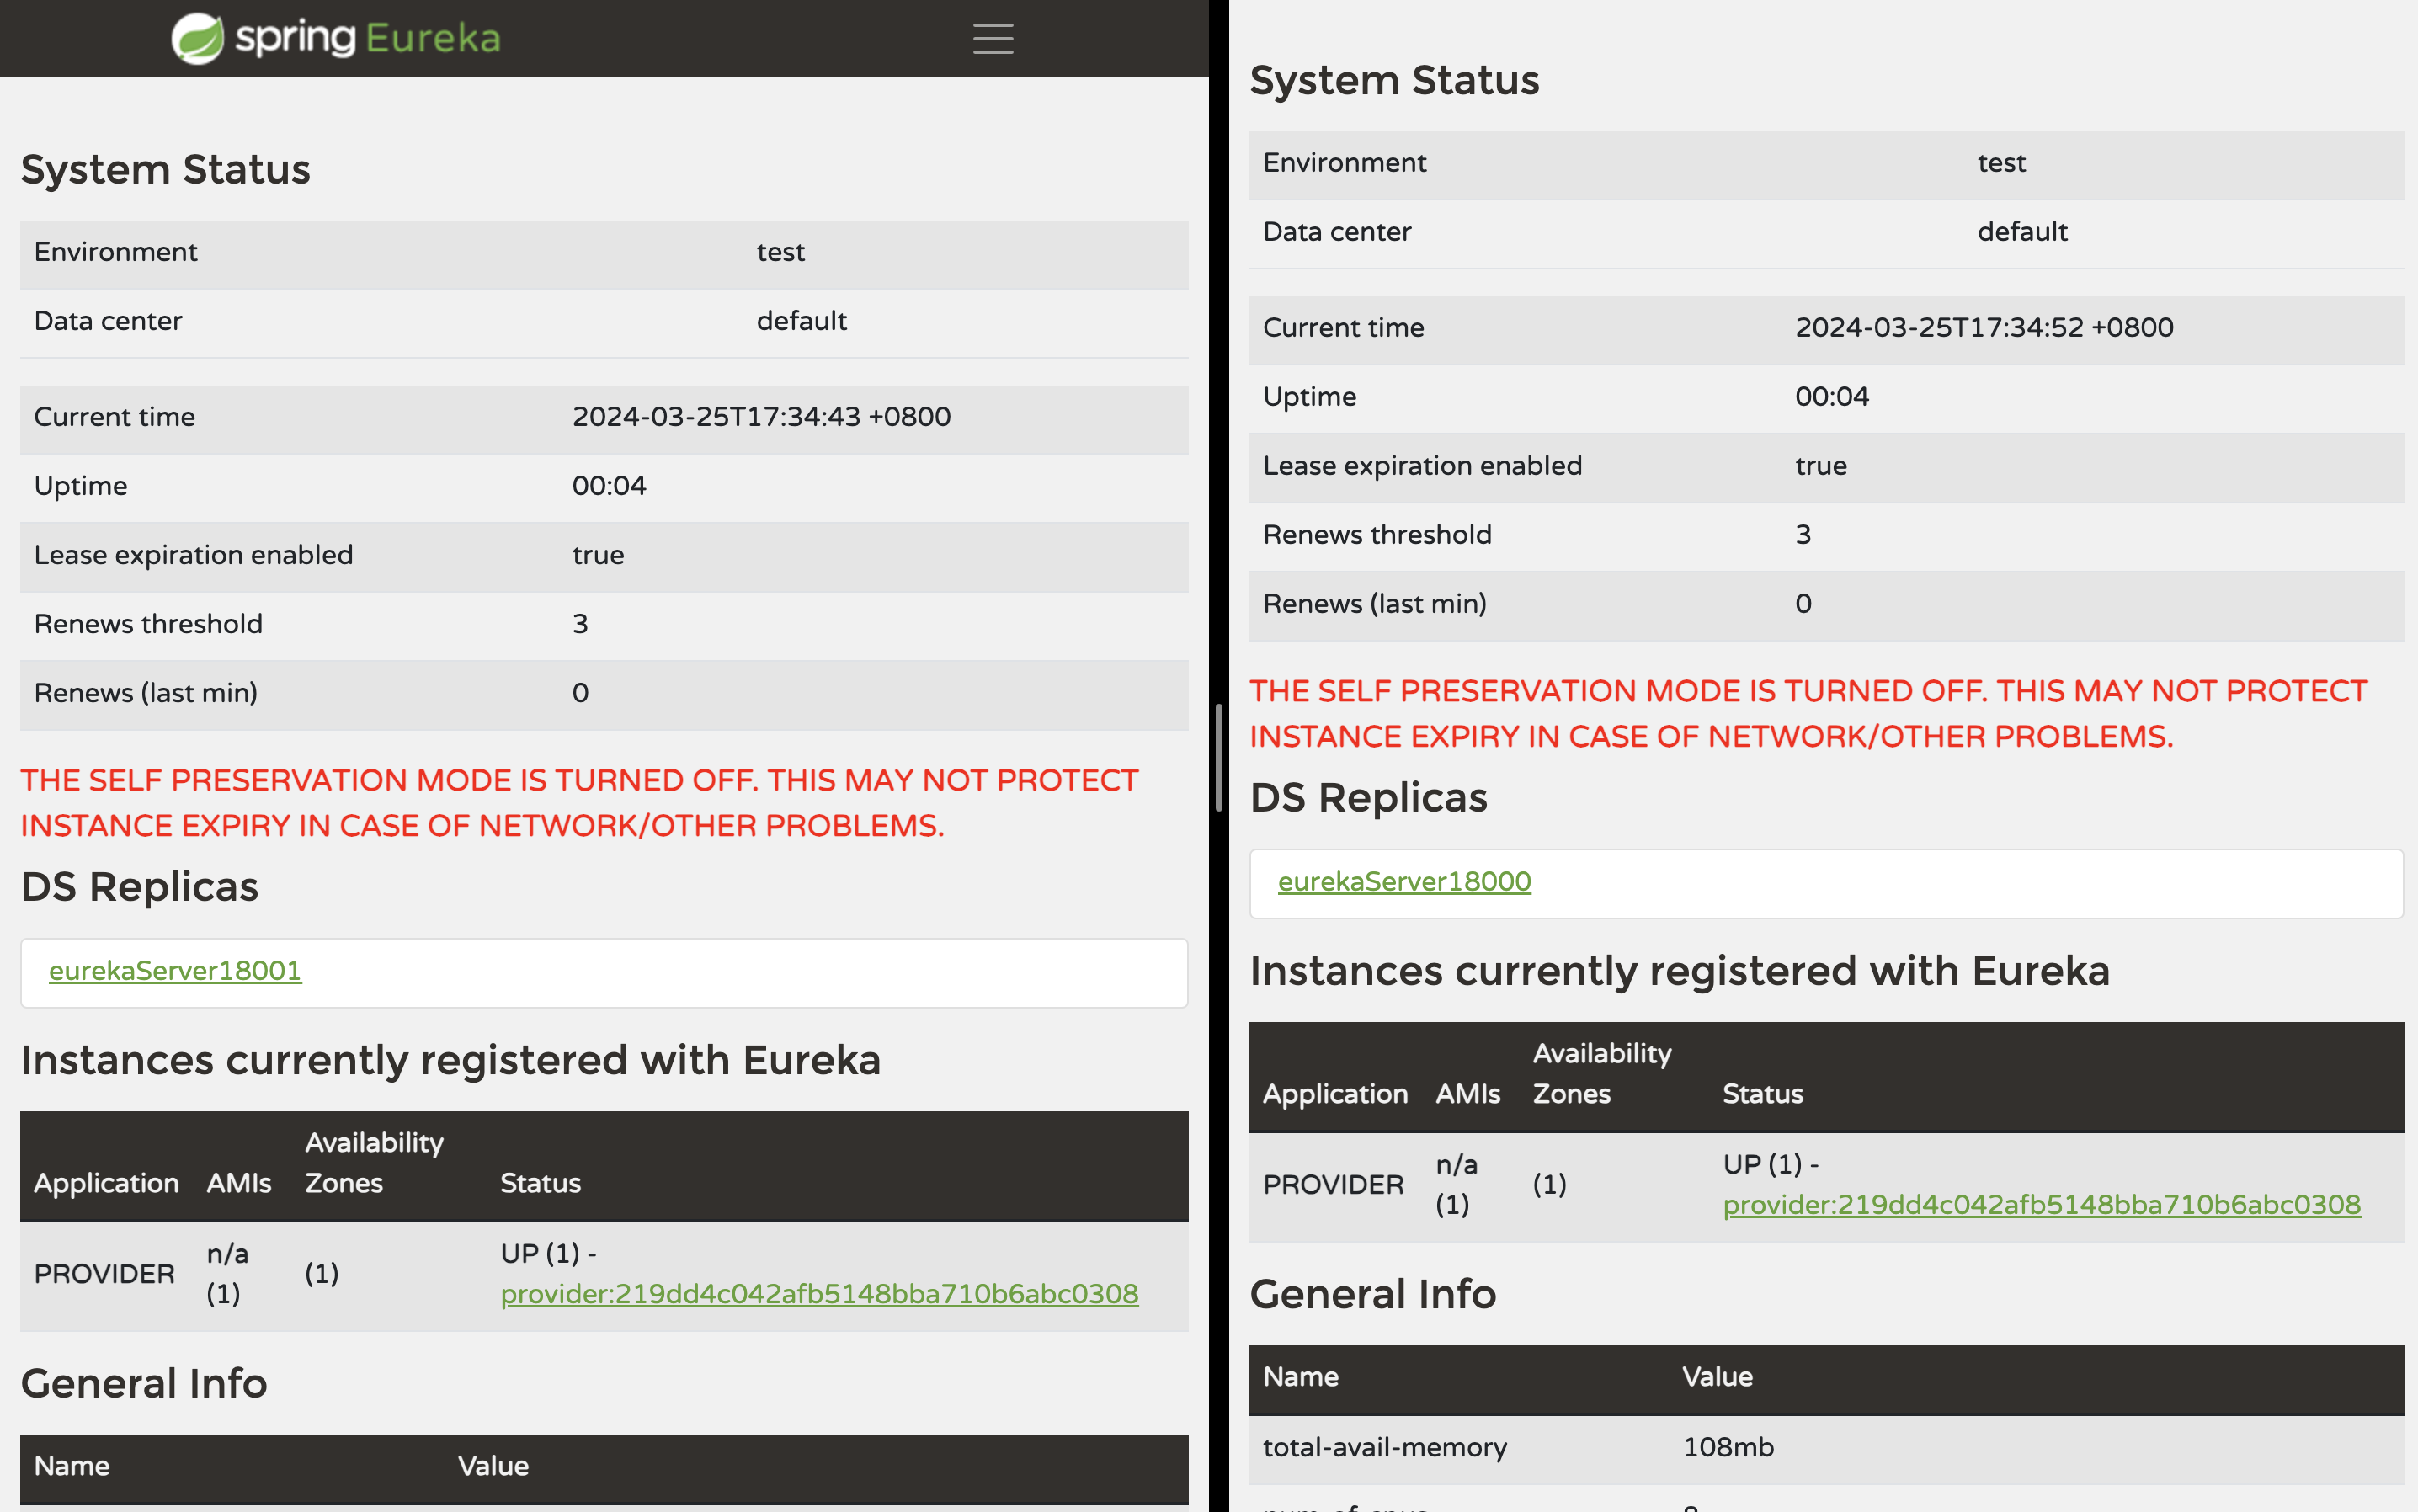 spring Eureka
System Status
Environment test
Data center default
Current time 2024-03-25T17:34:43 +0800
Uptime 00:04
Lease expiration enabled true
Renews threshold 3
Renews (last min) 0
THE SELF PRESERVATION MODE IS TURNED OFF. THIS MAY NOT PROTECT
INSTANCE EXPIRY IN CASE OF NETWORK/OTHER PROBLEMS.
DS Replicas
eurekaServer18001
Instances currently registered with Eureka
Application AMIs Availability Zones Status
PROVIDER n/a (1) (1) UP (1) -
provider:219dd4c042afb5148bba710b6abc0308
General Info
Name Value
System Status
Environment test
Data center default
Current time 2024-03-25T17:34:52 +0800
Uptime 00:04
Lease expiration enabled true
Renews threshold 3
Renews (last min) 0
THE SELF PRESERVATION MODE IS TURNED OFF. THIS MAY NOT PROTECT
INSTANCE EXPIRY IN CASE OF NETWORK/OTHER PROBLEMS.
DS Replicas
eurekaServer18000
Instances currently registered with Eureka
Application AMIs Availability Zones Status
PROVIDER n/a (1) (1) UP (1) -
provider:219dd4c042afb5148bba710b6abc0308
General Info
Name Value
total-avail-memory 108mb